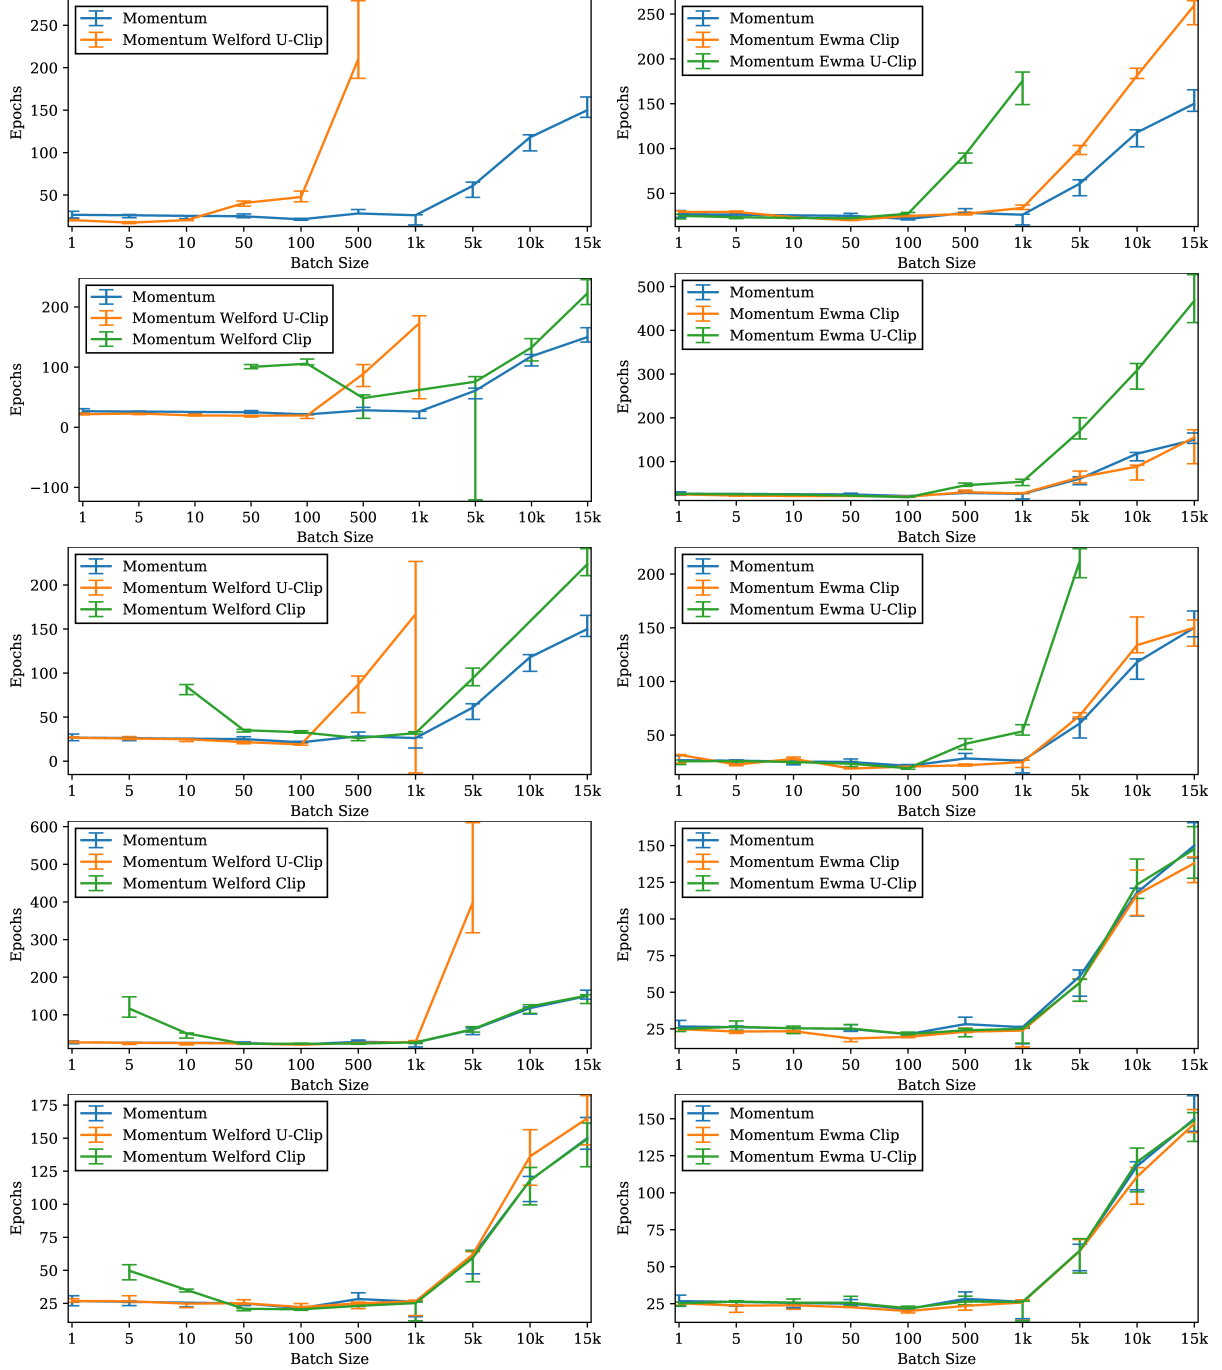 Momentum
Momentum Welford U-Clip
250
200
150
100
50
Epochs
1 5 10 50 100 500 1k 5k 10k 15k
Batch Size
Momentum
Momentum Ewma Clip
Momentum Ewma U-Clip
250
200
150
100
50
Epochs
1 5 10 50 100 500 1k 5k 10k 15k
Batch Size
Momentum
Momentum Welford U-Clip
Momentum Welford Clip
200
100
0
−100
Epochs
1 5 10 50 100 500 1k 5k 10k 15k
Batch Size
Momentum
Momentum Ewma Clip
Momentum Ewma U-Clip
500
400
300
200
100
Epochs
1 5 10 50 100 500 1k 5k 10k 15k
Batch Size
Momentum
Momentum Welford U-Clip
Momentum Welford Clip
200
150
100
50
0
Epochs
1 5 10 50 100 500 1k 5k 10k 15k
Batch Size
Momentum
Momentum Ewma Clip
Momentum Ewma U-Clip
200
150
100
50
Epochs
1 5 10 50 100 500 1k 5k 10k 15k
Batch Size
Momentum
Momentum Welford U-Clip
Momentum Welford Clip
600
500
400
300
200
100
Epochs
1 5 10 50 100 500 1k 5k 10k 15k
Batch Size
Momentum
Momentum Ewma Clip
Momentum Ewma U-Clip
150
125
100
75
50
25
Epochs
1 5 10 50 100 500 1k 5k 10k 15k
Batch Size
Momentum
Momentum Welford U-Clip
Momentum Welford Clip
175
150
125
100
75
50
25
Epochs
1 5 10 50 100 500 1k 5k 10k 15k
Batch Size
Momentum
Momentum Ewma Clip
Momentum Ewma U-Clip
150
125
100
75
50
25
Epochs
1 5 10 50 100 500 1k 5k 10k 15k
Batch Size